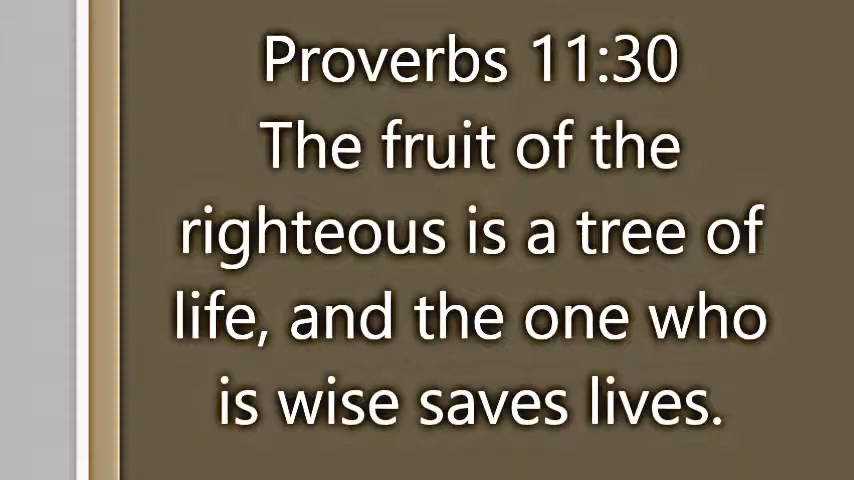 Proverbs 11:30
The fruit of the
righteous is a tree of
life, and the one who
is wise saves lives.